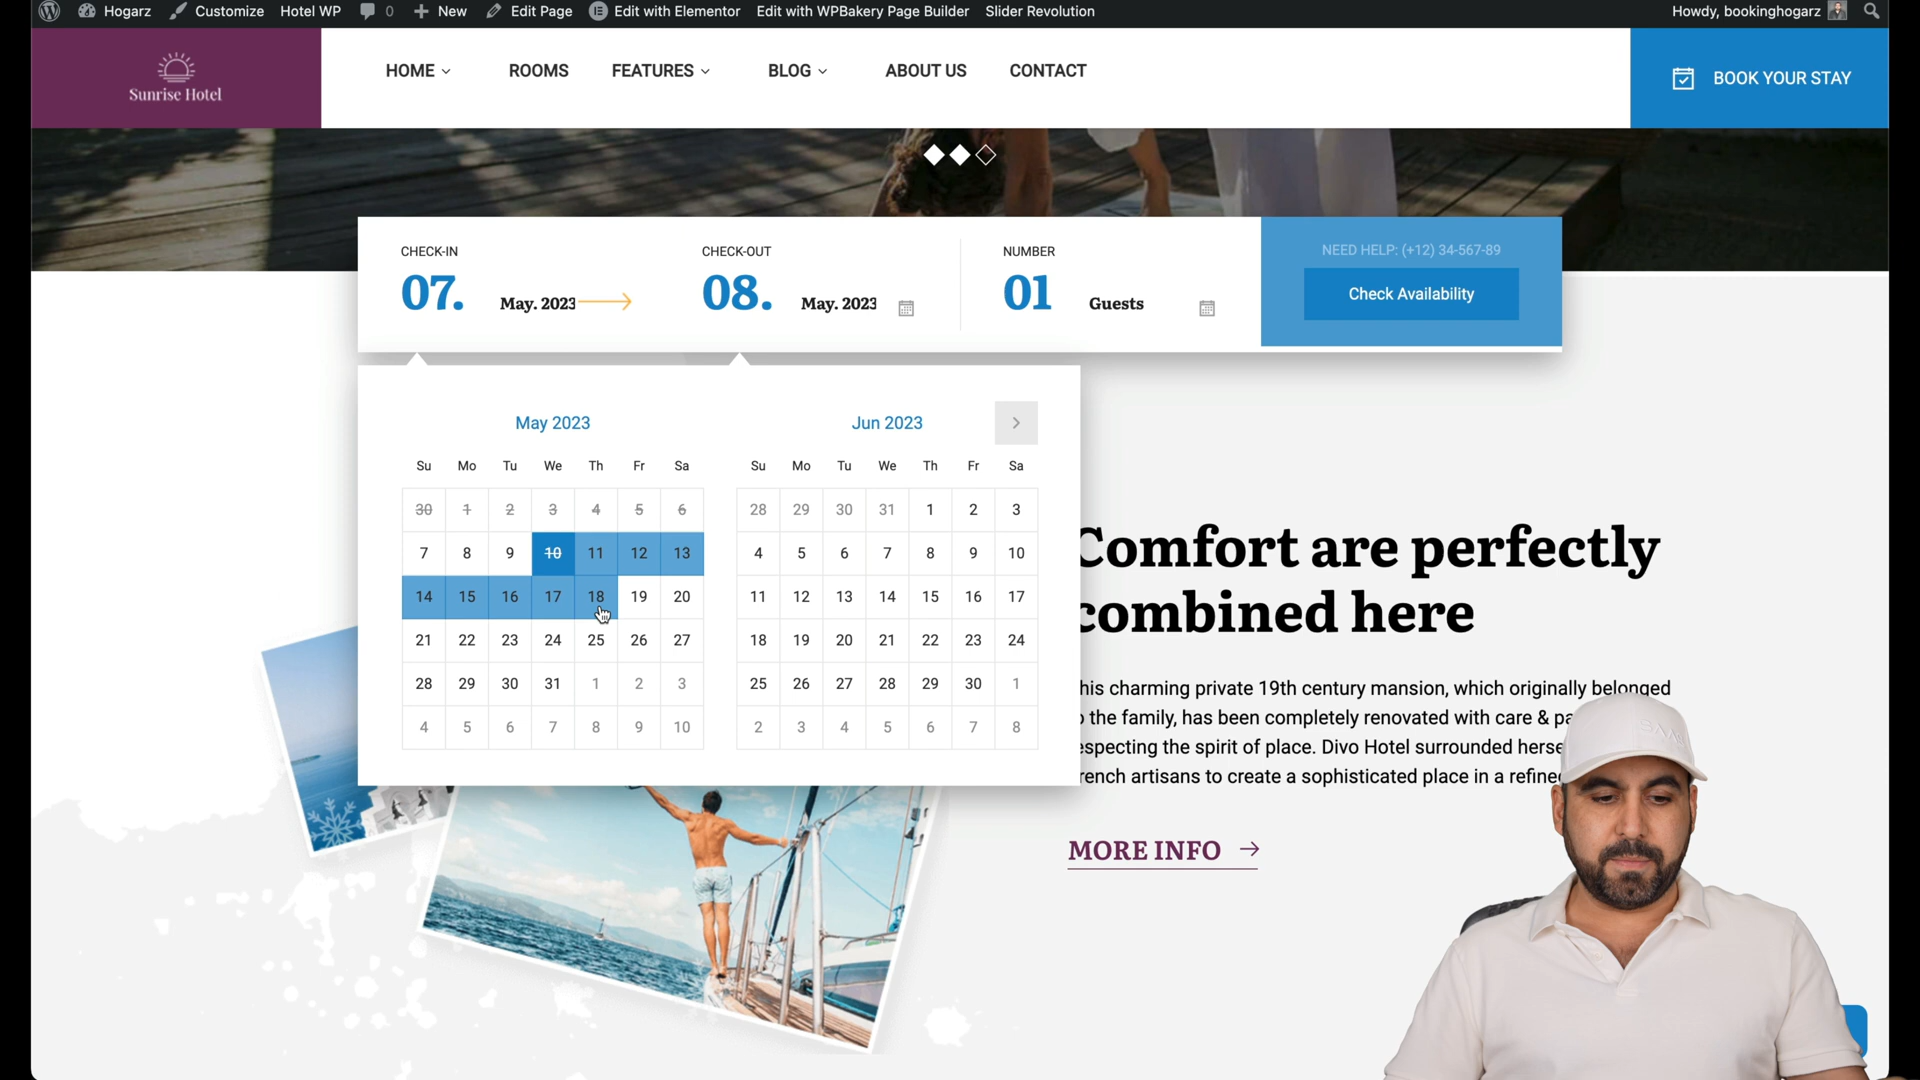 Hogarz Customize Hotel WP 0 New Edit Page Edit with Elementor Edit with WPBakery Page Builder Slider Revolution Howdy, bookinghogarz
Sunrise Hotel
HOME ROOMS FEATURES BLOG ABOUT US CONTACT
BOOK YOUR STAY
CHECK-IN
07. May. 2023
CHECK-OUT
08. May. 2023
NUMBER
01 Guests
NEED HELP: (+12) 34-567-89
Check Availability
May 2023
Su Mo Tu We Th Fr Sa
30 1 2 3 4 5 6
7 8 9 10 11 12 13
14 15 16 17 18 19 20
21 22 23 24 25 26 27
28 29 30 31 1 2 3
4 5 6 7 8 9 10
Jun 2023
Su Mo Tu We Th Fr Sa
28 29 30 31 1 2 3
4 5 6 7 8 9 10
11 12 13 14 15 16 17
18 19 20 21 22 23 24
25 26 27 28 29 30 1
2 3 4 5 6 7 8
Comfort are perfectly
combined here
his charming private 19th century mansion, which originally belonged
the family, has been completely renovated with care & pa
especting the spirit of place. Divo Hotel surrounded herse
rench artisans to create a sophisticated place in a refine
MORE INFO